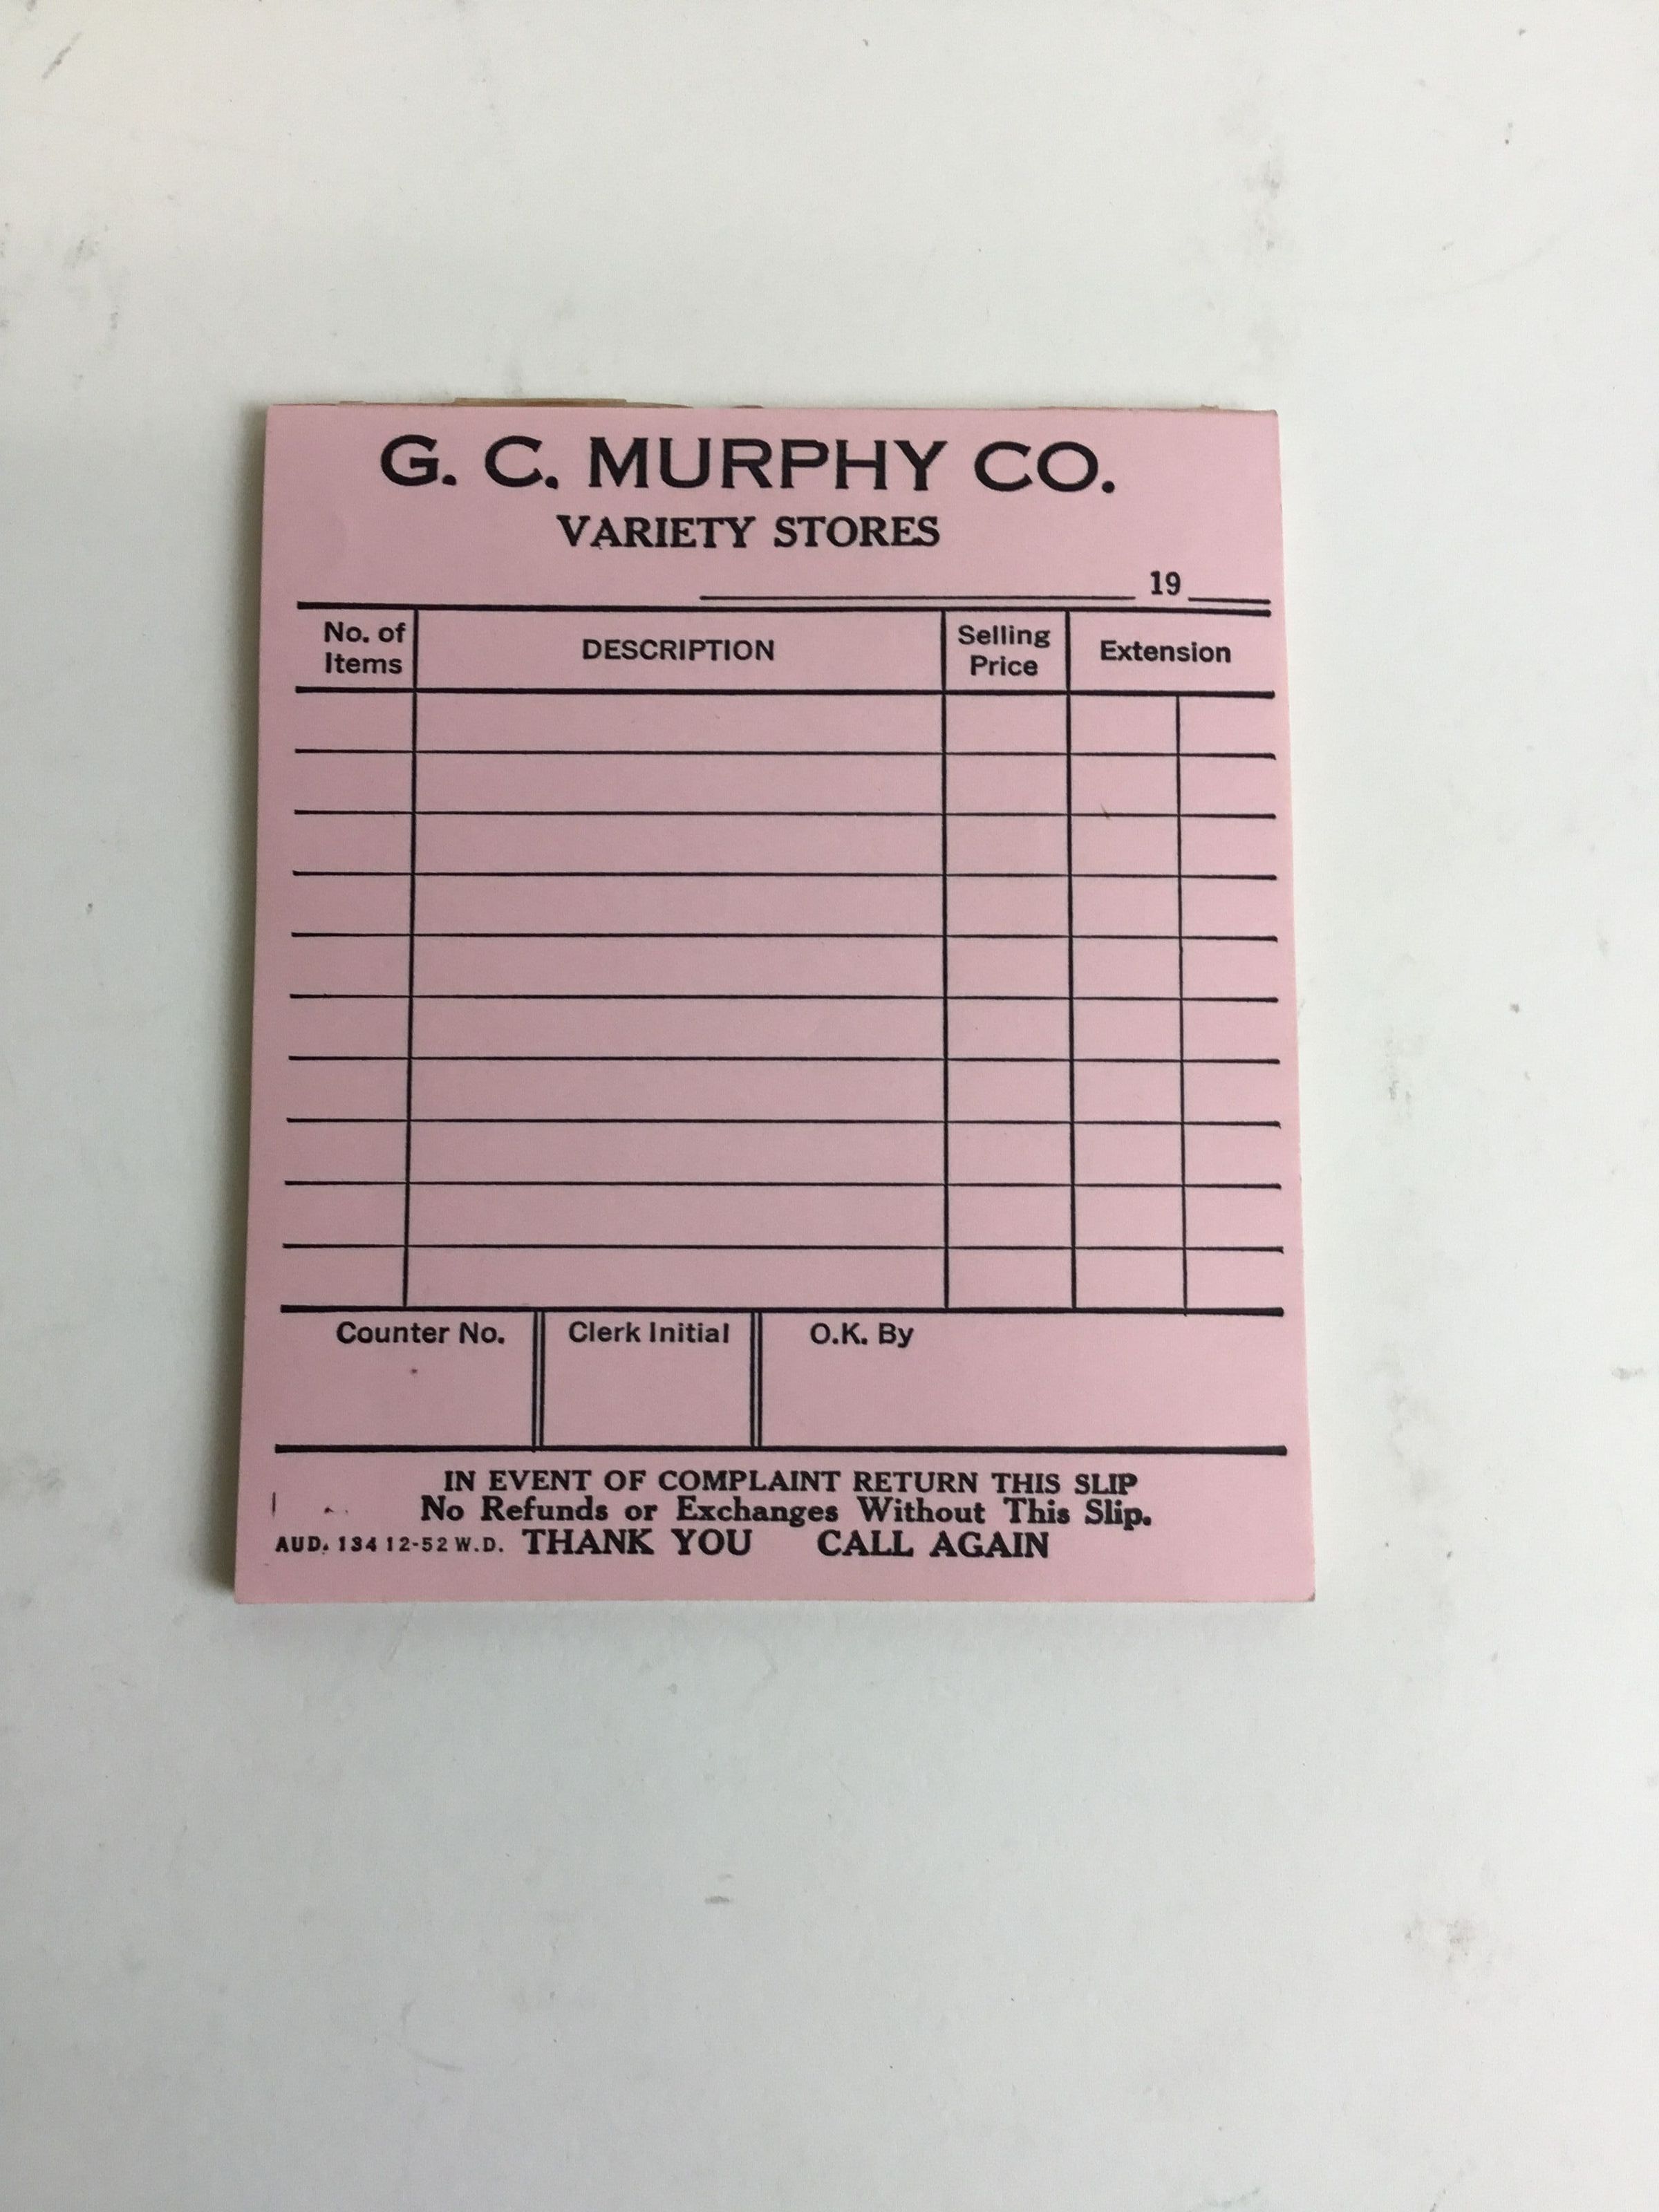 G. C. MURPHY CO.
VARIETY STORES
19
No. of Items DESCRIPTION Selling Price Extension
Counter No. Clerk Initial O.K. By
IN EVENT OF COMPLAINT RETURN THIS SLIP
No Refunds or Exchanges Without This Slip.
AUD. 134 12-52 W.D. THANK YOU CALL AGAIN